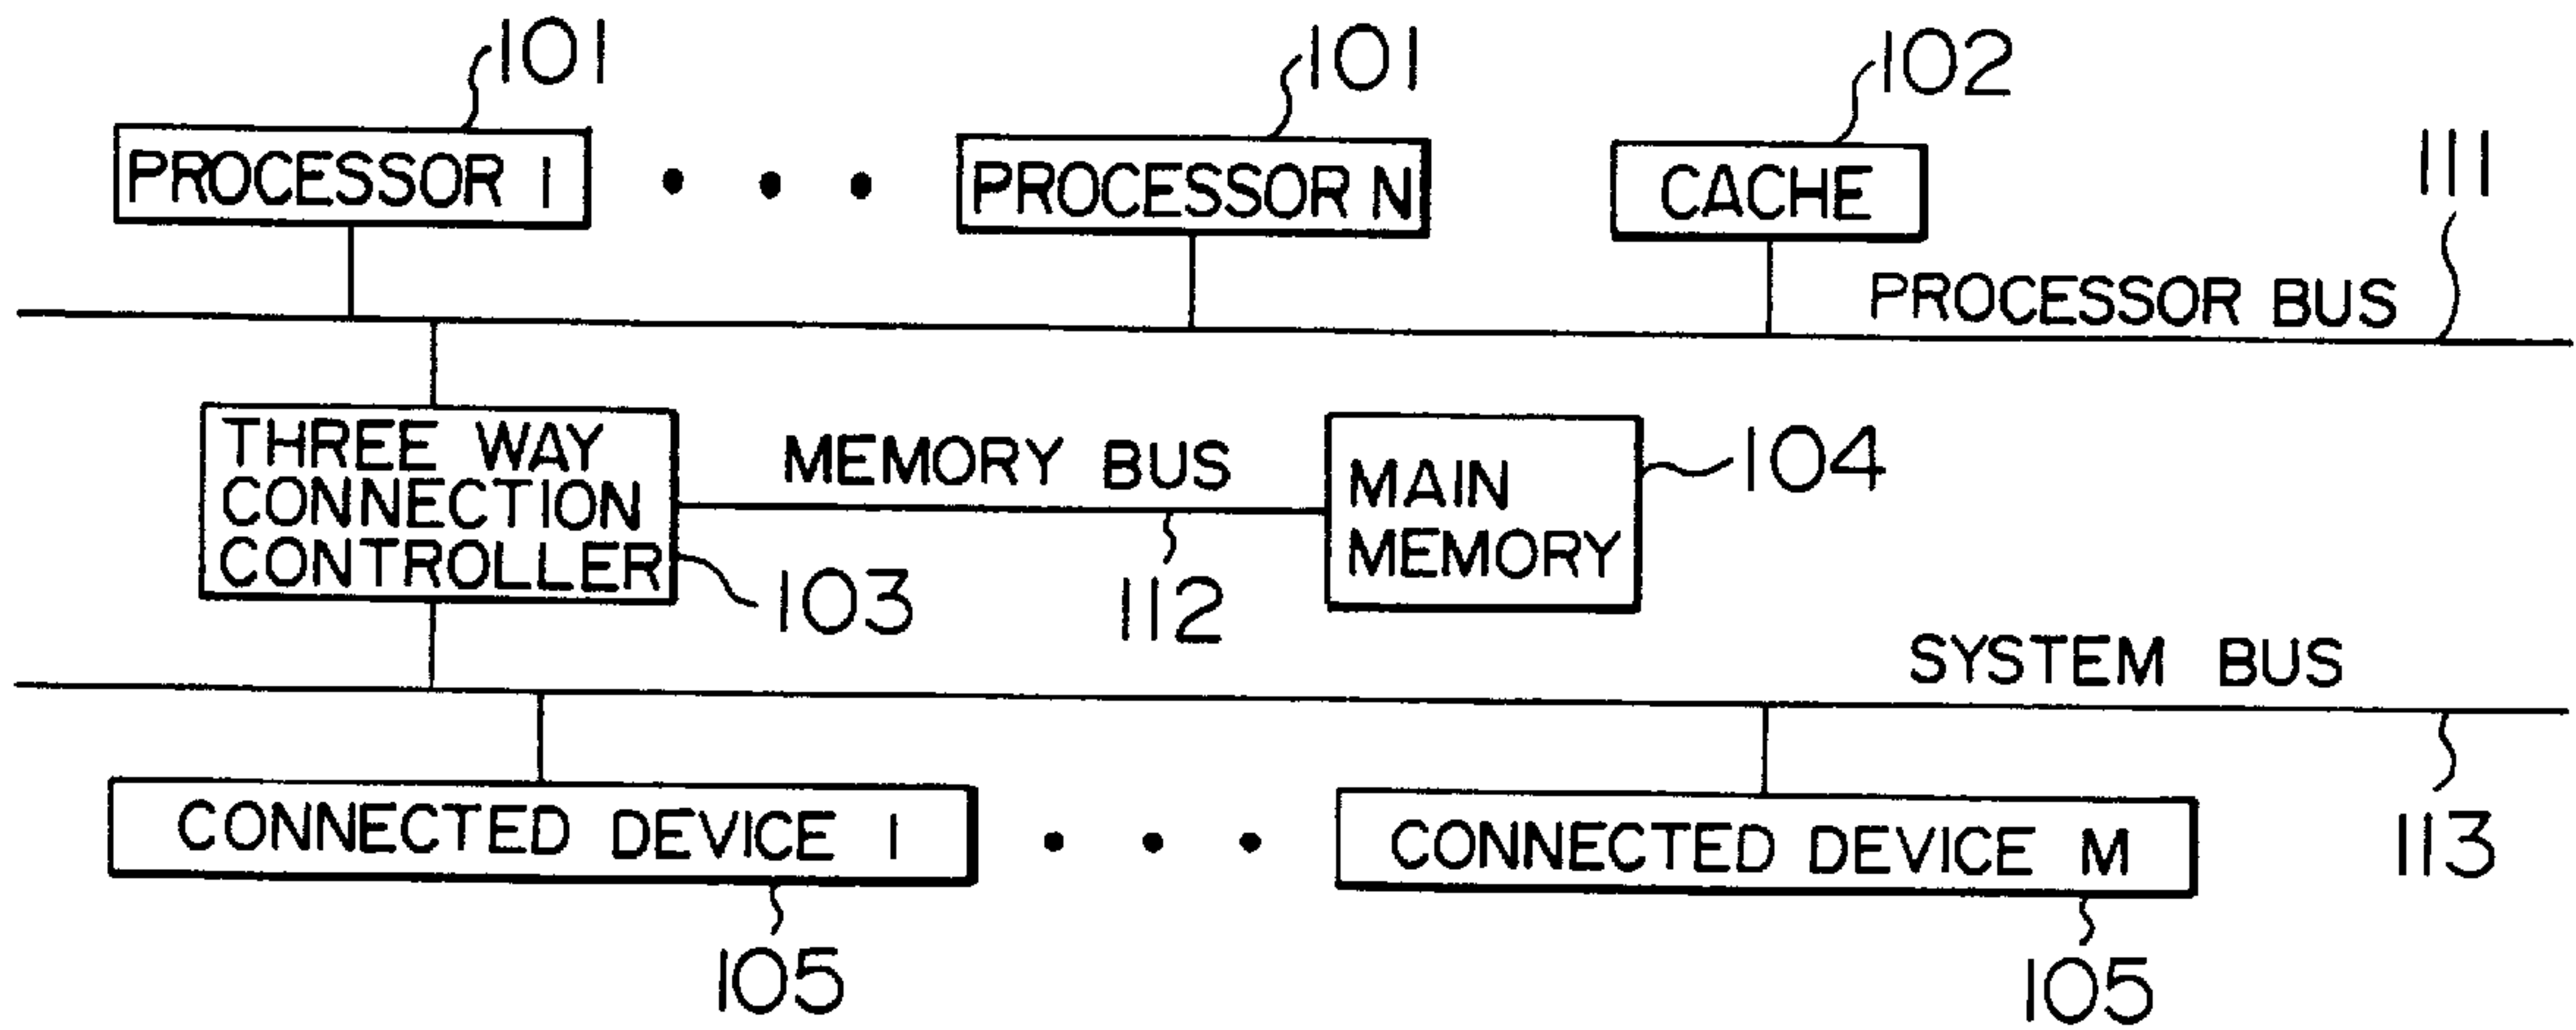 101
101
102
PROCESSOR 1
PROCESSOR N
CACHE
111
PROCESSOR BUS
THREE WAY
CONNECTION
CONTROLLER
MEMORY BUS
MAIN
MEMORY
104
103
112
SYSTEM BUS
CONNECTED DEVICE 1
CONNECTED DEVICE M
113
105
105